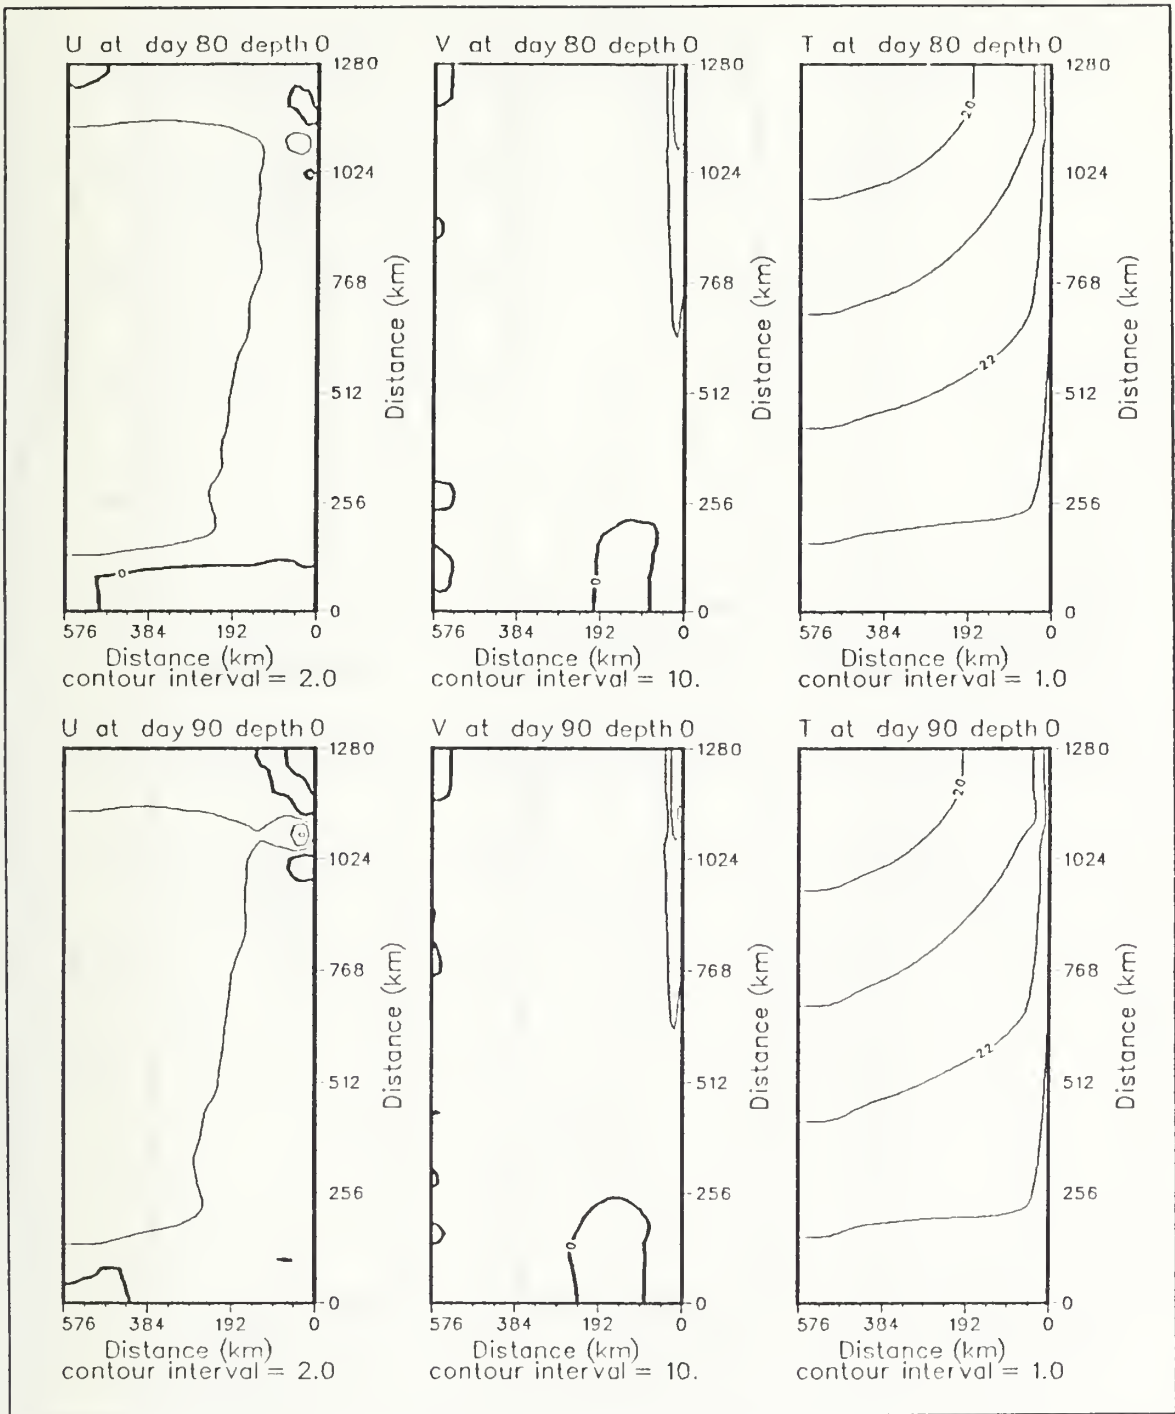 U at day 80 depth 0
1280
1024
768
512
256
0
Distance (km)
0
576 384 192 0
Distance (km)
contour interval = 2.0
V at day 80 depth 0
1280
1024
768
512
256
0
Distance (km)
0
576 384 192 0
Distance (km)
contour interval = 10.
T at day 80 depth 0
1280
1024
768
512
256
0
Distance (km)
20
22
576 384 192 0
Distance (km)
contour interval = 1.0
U at day 90 depth 0
1280
1024
768
512
256
0
Distance (km)
576 384 192 0
Distance (km)
contour interval = 2.0
V at day 90 depth 0
1280
1024
768
512
256
0
Distance (km)
0
576 384 192 0
Distance (km)
contour interval = 10.
T at day 90 depth 0
1280
1024
768
512
256
0
Distance (km)
20
22
576 384 192 0
Distance (km)
contour interval = 1.0